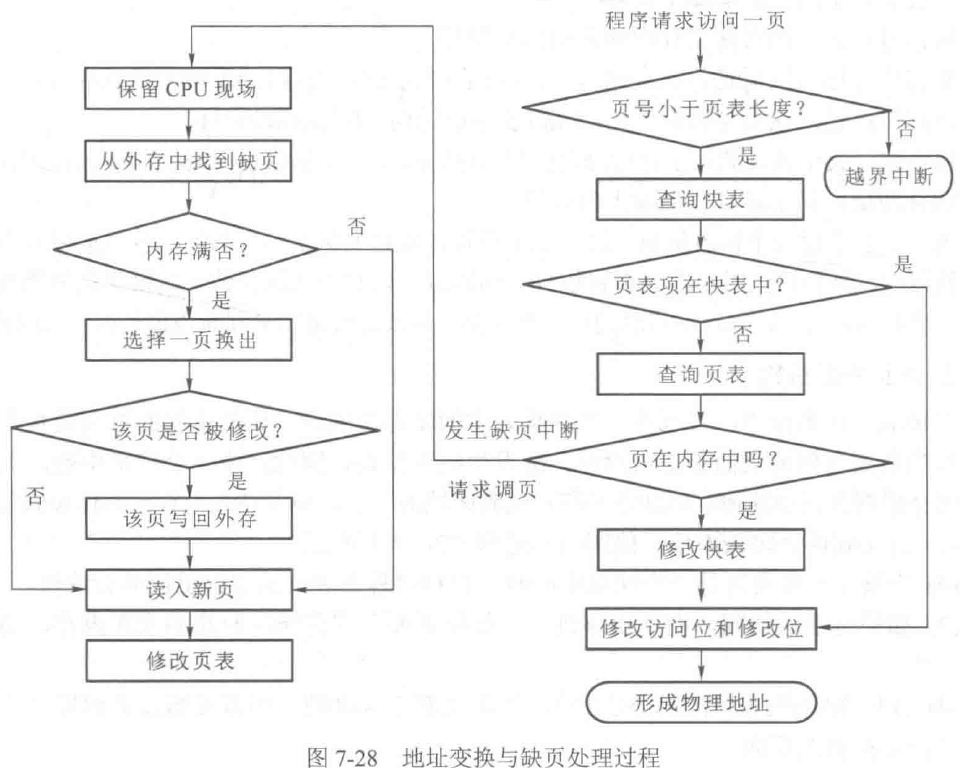 程序请求访问一页
页号小于页表长度？
否
越界中断
是
查询快表
页表项在快表中？
是
否
查询页表
页在内存中吗？
发生缺页中断
请求调页
是
修改快表
修改访问位和修改位
形成物理地址
保留CPU现场
从外存中找到缺页
内存满否？
否
是
选择一页换出
该页是否被修改？
否
是
该页写回外存
读入新页
修改页表
图7-28 地址变换与缺页处理过程